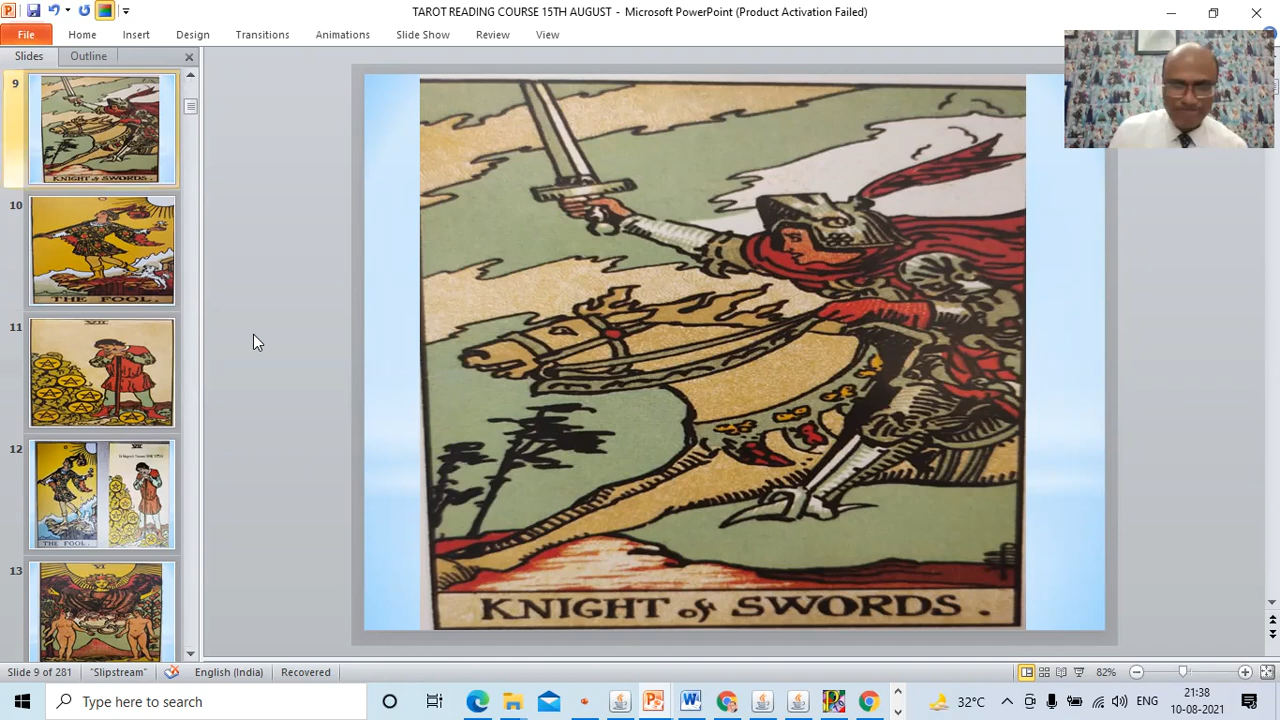 TAROT READING COURSE 15TH AUGUST - Microsoft PowerPoint (Product Activation Failed)
File Home Insert Design Transitions Animations Slide Show Review View
Slides Outline
9
KNIGHT of SWORDS.
10
THE FOOL.
11
VII
12
THE FOOL.
VII
13
VI
KNIGHT of SWORDS.
Slide 9 of 281 "Slipstream" English (India) Recovered 82%
Type here to search
32°C ENG 21:38
10-08-2021